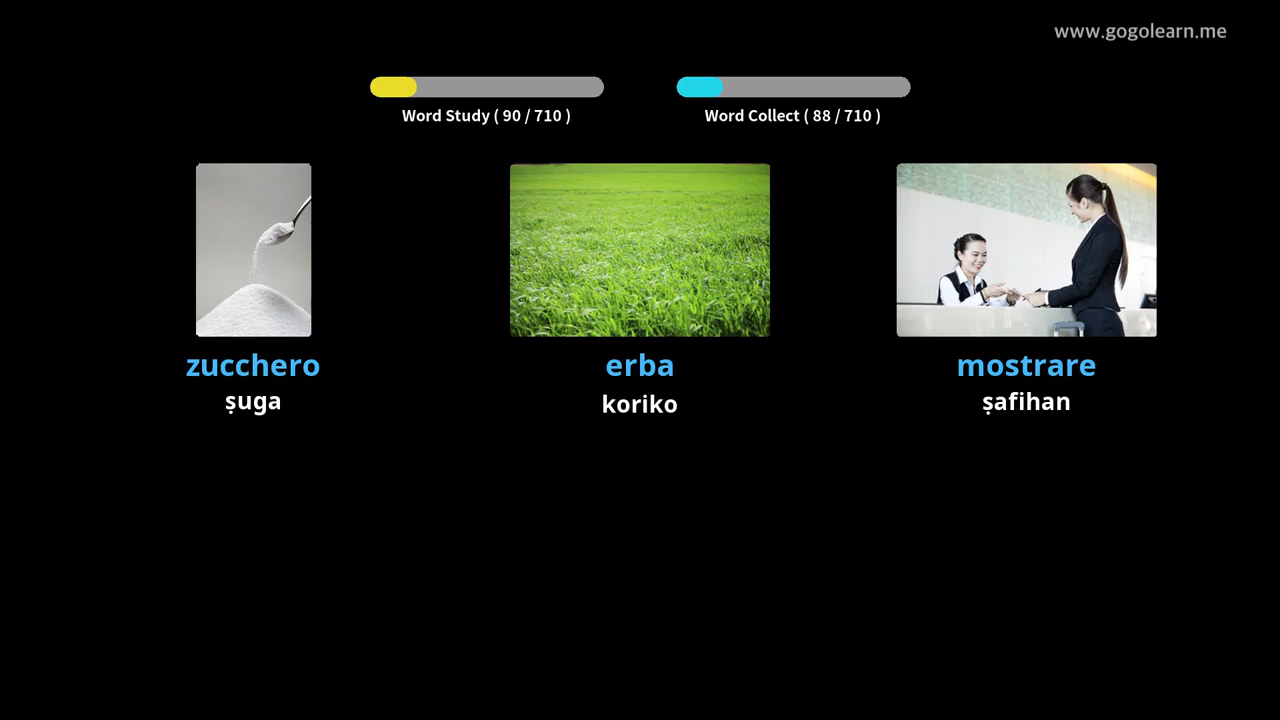 www.gogolearn.me
Word Study ( 90 / 710 )
Word Collect ( 88 / 710 )
zucchero
ṣuga
erba
koriko
mostrare
ṣafihan